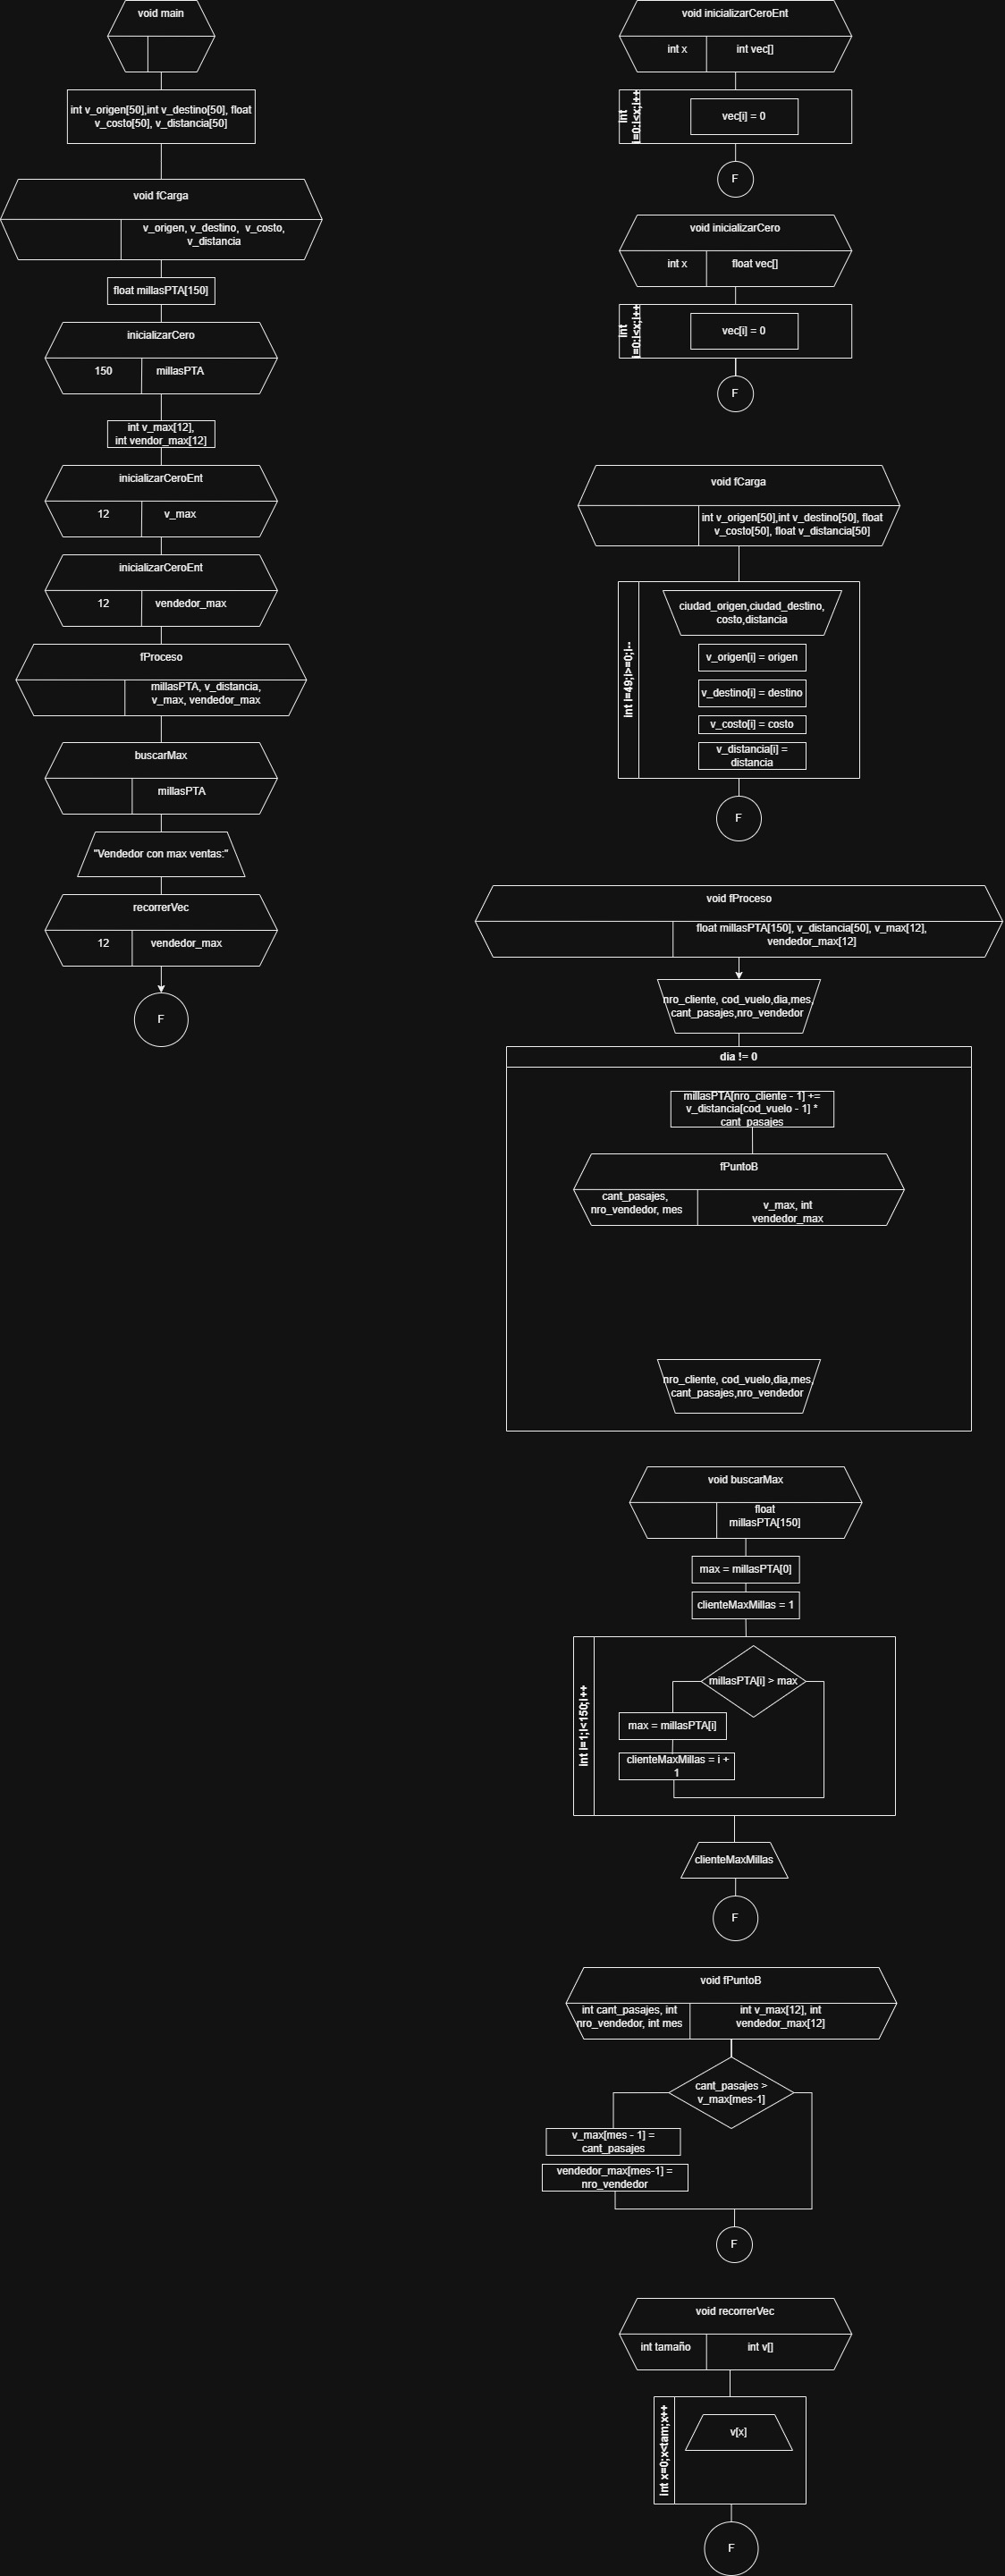 void main
int v_origen[50],int v_destino[50], float
v_costo[50], v_distancia[50]
void fCarga
v_origen, v_destino, v_costo,
v_distancia
float millasPTA[150]
inicializarCero
150
millasPTA
int v_max[12],
int vendor_max[12]
inicializarCeroEnt
12
v_max
inicializarCeroEnt
12
vendedor_max
fProceso
millasPTA, v_distancia,
v_max, vendedor_max
buscarMax
millasPTA
"Vendedor con max ventas:"
recorrerVec
12
vendedor_max
F
void inicializarCeroEnt
int x
int vec[]
int
i=0;i<x;i++
vec[i] = 0
F
void inicializarCero
int x
float vec[]
int
i=0;i<x;i++
vec[i] = 0
F
void fCarga
int v_origen[50],int v_destino[50], float
v_costo[50], float v_distancia[50]
int i=49;i>=0;i--
ciudad_origen,ciudad_destino,
costo,distancia
v_origen[i] = origen
v_destino[i] = destino
v_costo[i] = costo
v_distancia[i] =
distancia
F
void fProceso
float millasPTA[150], v_distancia[50], v_max[12],
vendedor_max[12]
nro_cliente, cod_vuelo,dia,mes,
cant_pasajes,nro_vendedor
dia != 0
millasPTA[nro_cliente - 1] +=
v_distancia[cod_vuelo - 1] *
cant_pasajes
fPuntoB
cant_pasajes,
nro_vendedor, mes
v_max, int
vendedor_max
nro_cliente, cod_vuelo,dia,mes,
cant_pasajes,nro_vendedor
void buscarMax
float
millasPTA[150]
max = millasPTA[0]
clienteMaxMillas = 1
int i=1;i<150;i++
millasPTA[i] > max
max = millasPTA[i]
clienteMaxMillas = i +
1
clienteMaxMillas
F
void fPuntoB
int cant_pasajes, int
nro_vendedor, int mes
int v_max[12], int
vendedor_max[12]
cant_pasajes >
v_max[mes-1]
v_max[mes - 1] =
cant_pasajes
vendedor_max[mes-1] =
nro_vendedor
F
void recorrerVec
int tamaño
int v[]
int x=0;x<tam;x++
v[x]
F